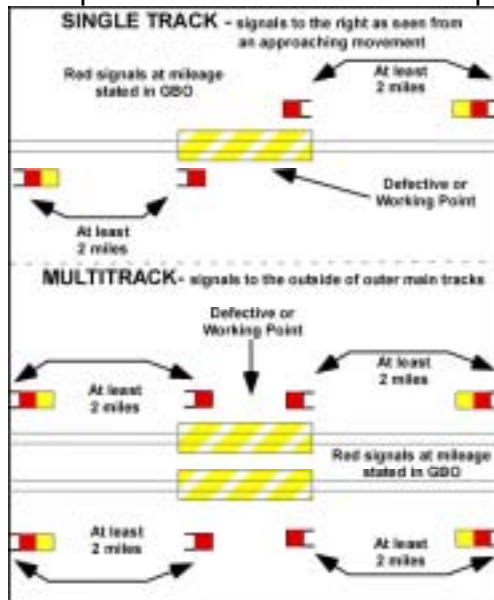 SINGLE TRACK - signals to the right as seen from
an approaching movement
Red signals at mileage
stated in GBO
At least
2 miles
Defective or
Working Point
At least
2 miles
MULTITRACK- signals to the outside of outer main tracks
Defective or
Working Point
At least
2 miles
At least
2 miles
Red signals at mileage
stated in GBO
At least
2 miles
At least
2 miles